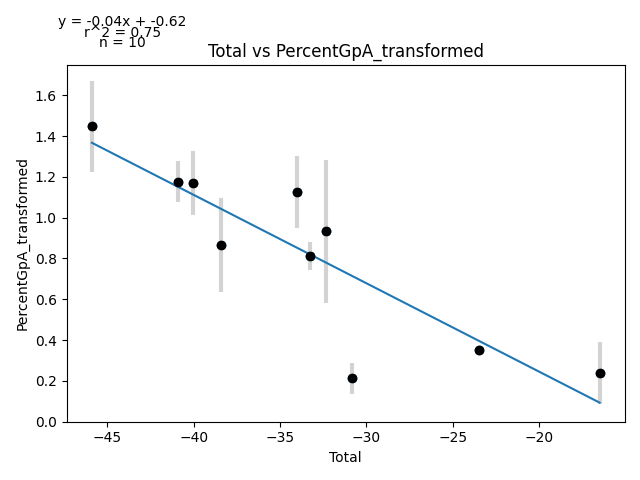 y = -0.04x + -0.62
r^2 = 0.75
n = 10
Total vs PercentGpA_transformed
PercentGpA_transformed
1.6
1.4
1.2
1.0
0.8
0.6
0.4
0.2
0.0
−45
−40
−35
−30
−25
−20
Total